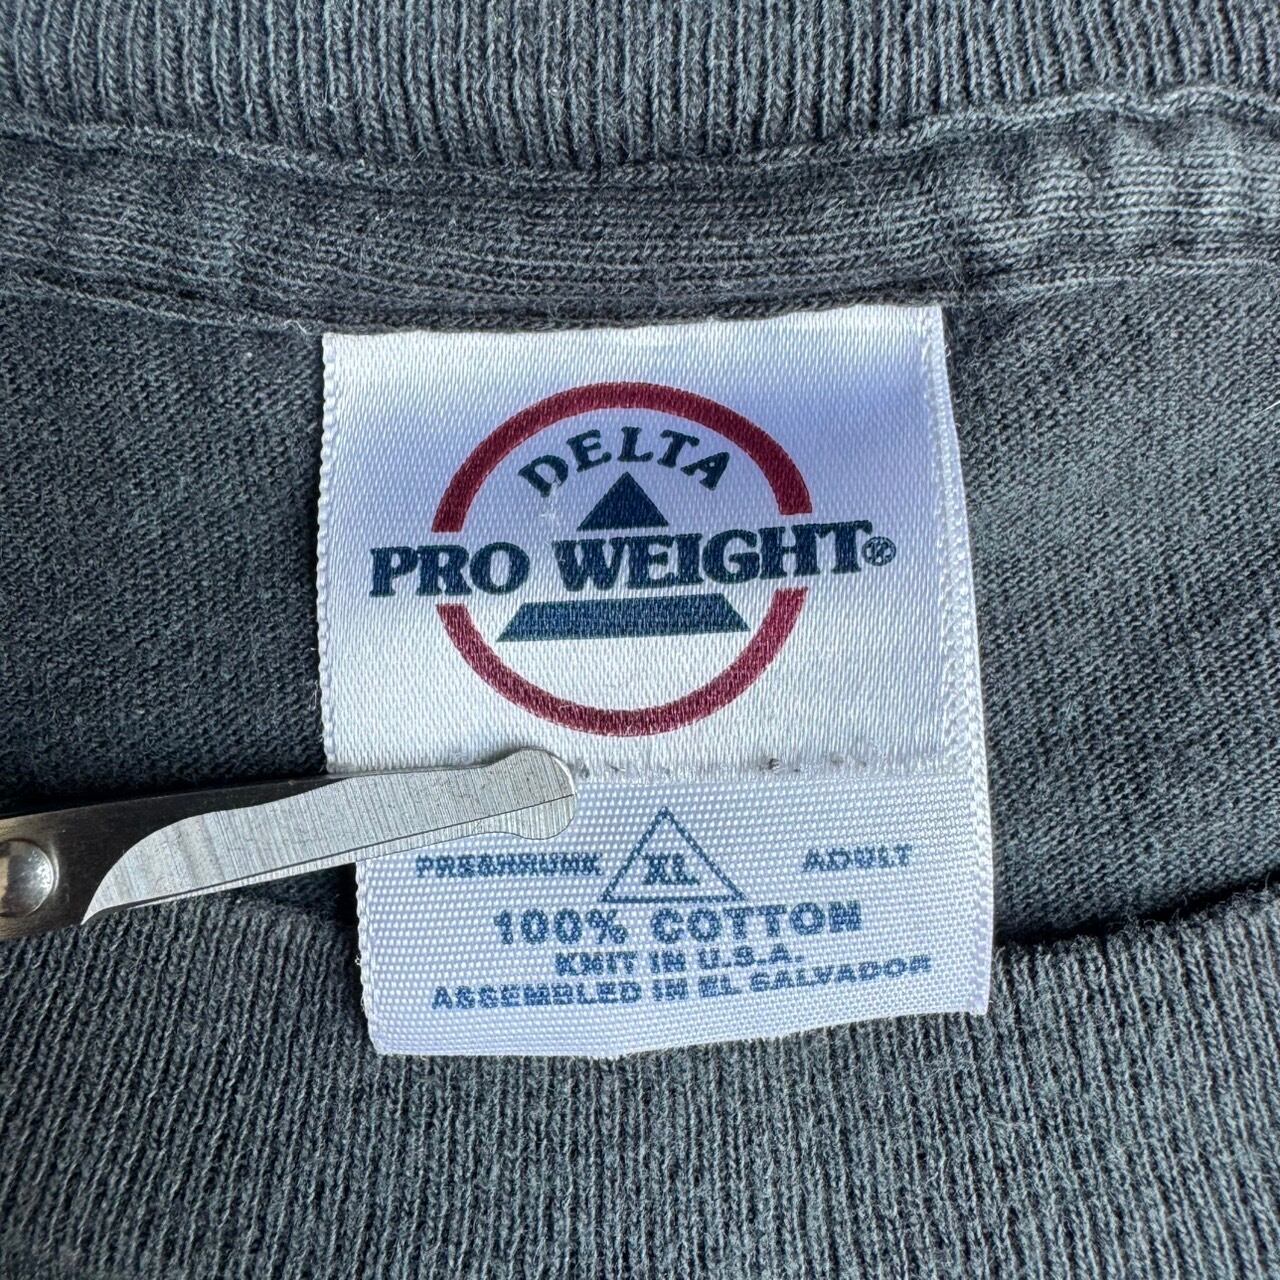 DELTA
PRO WEIGHT®
PRESHRUNK XL ADULT
100% COTTON
KNIT IN U.S.A.
ASSEMBLED IN EL SALVADOR